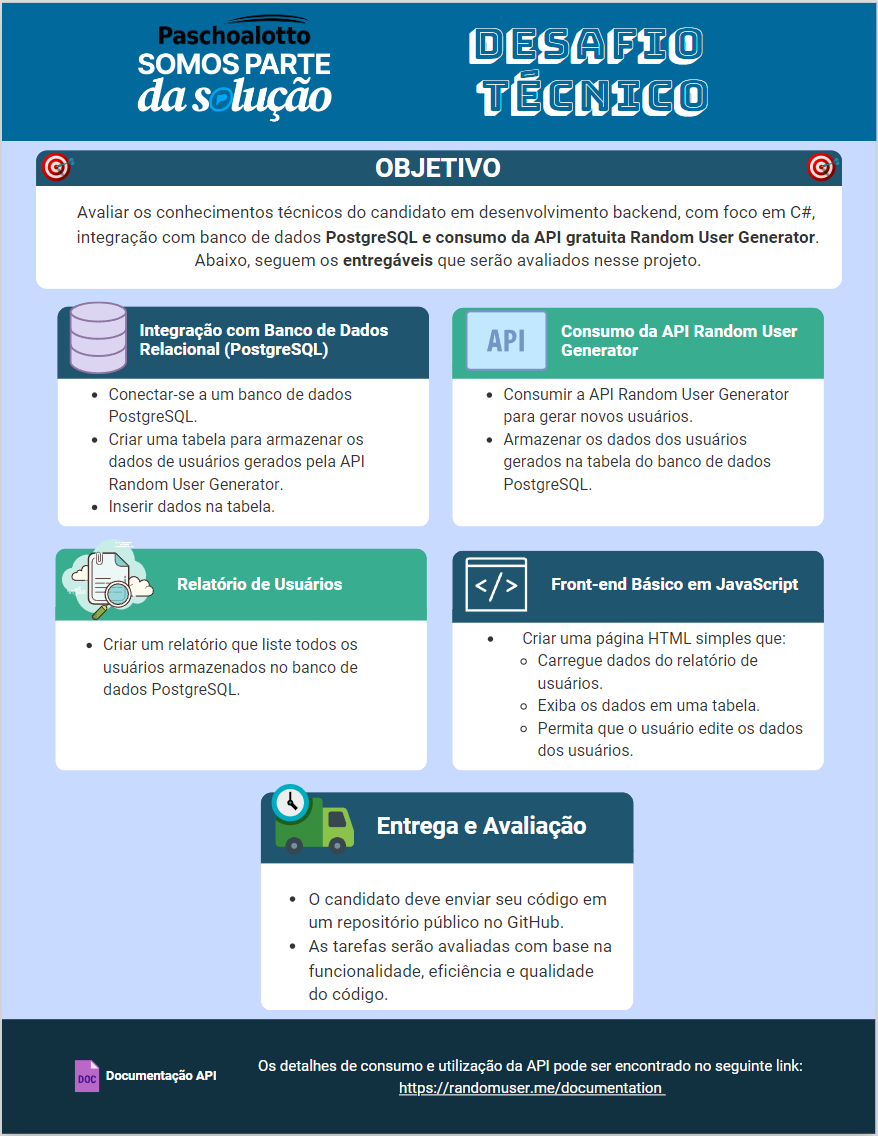 Paschoalotto
SOMOS PARTE
da solução
DESAFIO
TÉCNICO
OBJETIVO
Avaliar os conhecimentos técnicos do candidato em desenvolvimento backend, com foco em C#,
integração com banco de dados PostgreSQL e consumo da API gratuita Random User Generator.
Abaixo, seguem os entregáveis que serão avaliados nesse projeto.
Integração com Banco de Dados
Relacional (PostgreSQL)
• Conectar-se a um banco de dados
PostgreSQL.
• Criar uma tabela para armazenar os
dados de usuários gerados pela API
Random User Generator.
• Inserir dados na tabela.
API
Consumo da API Random User
Generator
• Consumir a API Random User Generator
para gerar novos usuários.
• Armazenar os dados dos usuários
gerados na tabela do banco de dados
PostgreSQL.
Relatório de Usuários
• Criar um relatório que liste todos os
usuários armazenados no banco de
dados PostgreSQL.
</>
Front-end Básico em JavaScript
• Criar uma página HTML simples que:
○ Carregue dados do relatório de
usuários.
○ Exiba os dados em uma tabela.
○ Permita que o usuário edite os dados
dos usuários.
Entrega e Avaliação
• O candidato deve enviar seu código em
um repositório público no GitHub.
• As tarefas serão avaliadas com base na
funcionalidade, eficiência e qualidade
do código.
DOC
Documentação API
Os detalhes de consumo e utilização da API pode ser encontrado no seguinte link:
https://randomuser.me/documentation